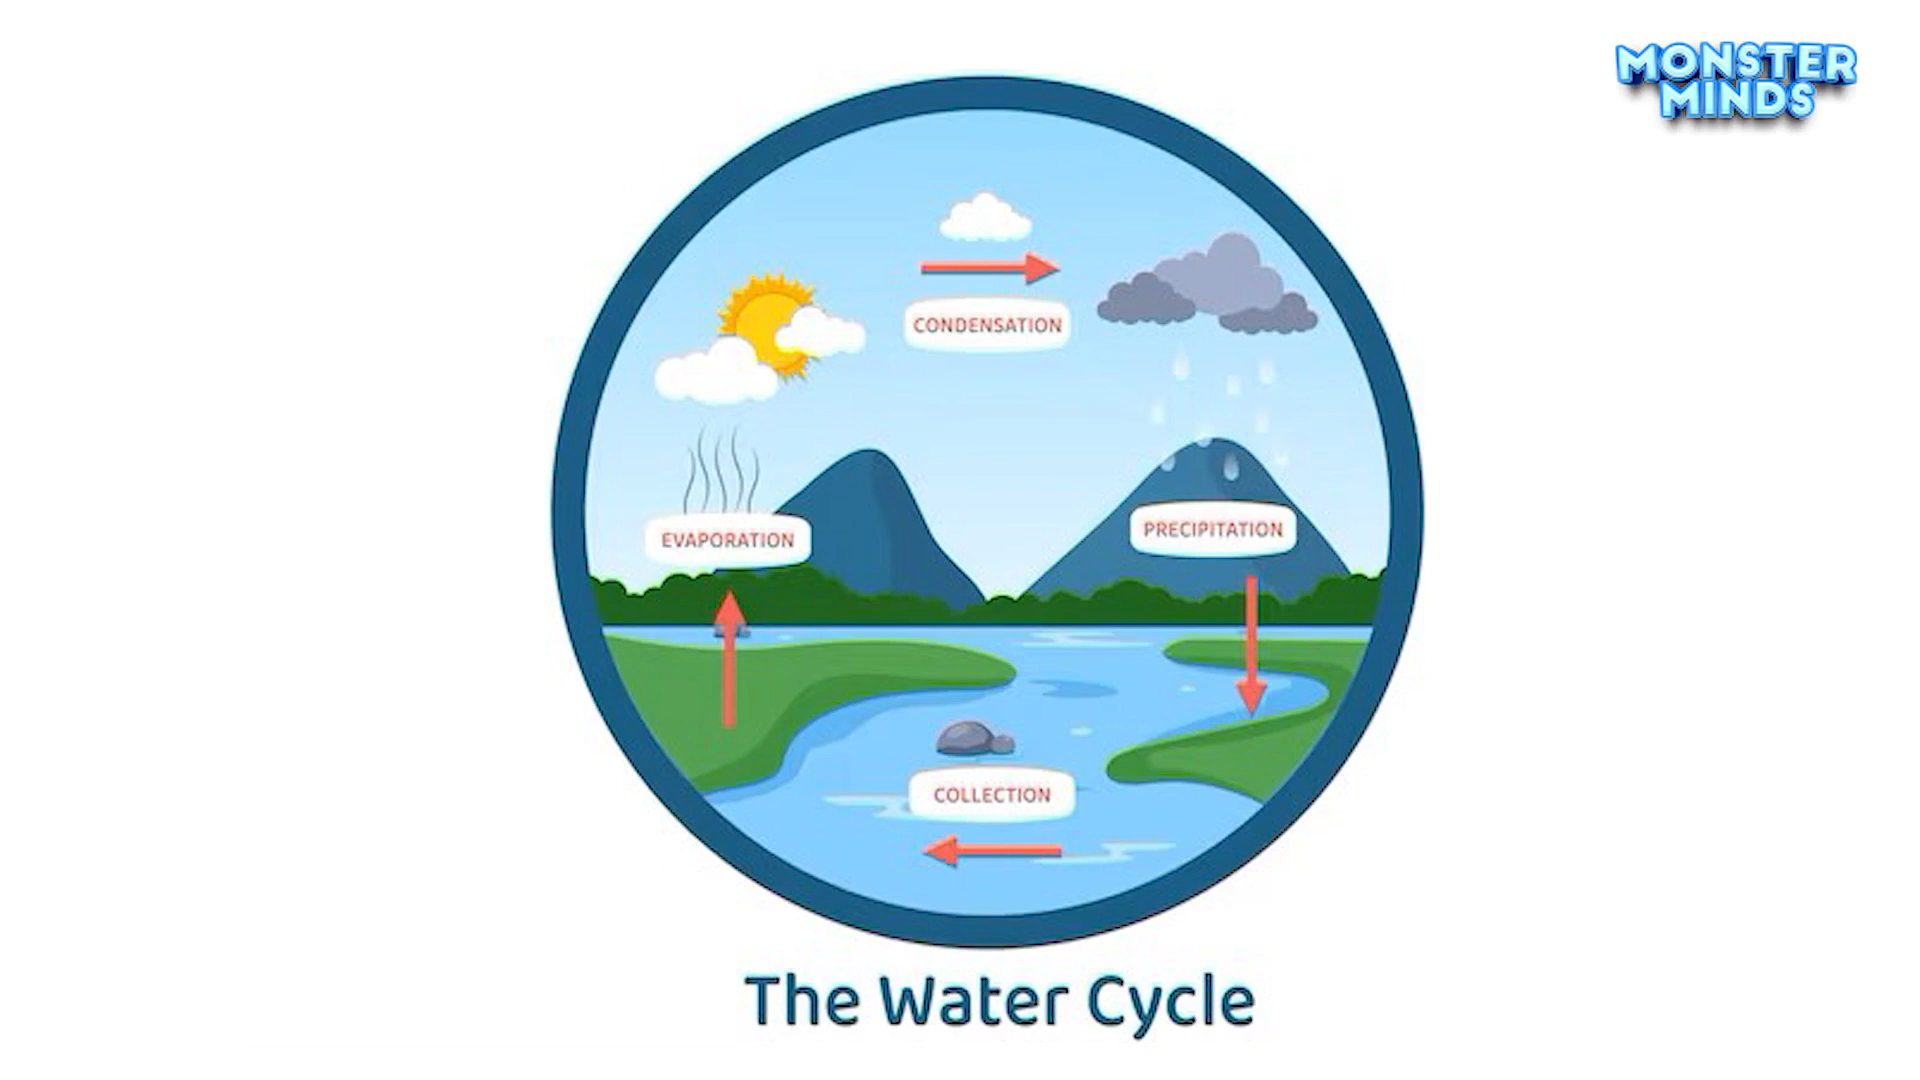 MONSTER
MINDS
CONDENSATION
EVAPORATION
PRECIPITATION
COLLECTION
The Water Cycle